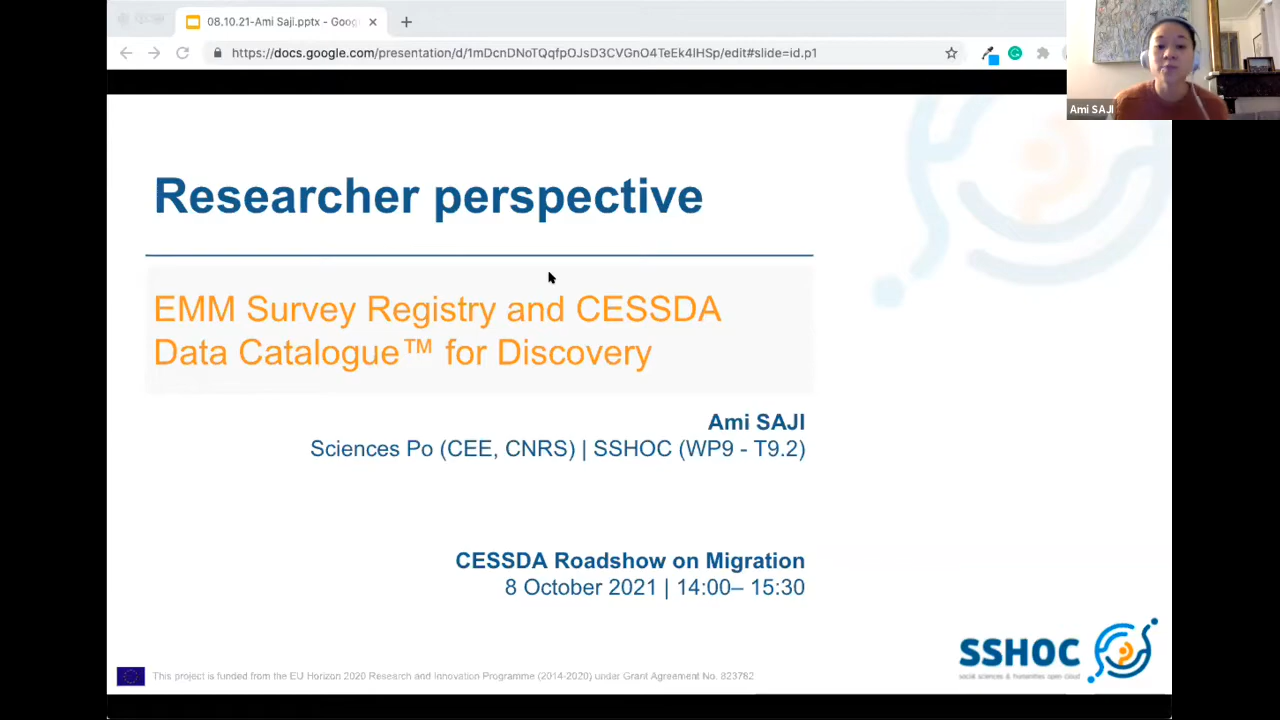 08.10.21-Ami Saji.pptx - Goog
https://docs.google.com/presentation/d/1mDcnDNoTQqfpOJsD3CVGnO4TeEk4IHSp/edit#slide=id.p1
Ami SAJI
Researcher perspective
EMM Survey Registry and CESSDA
Data Catalogue™ for Discovery
Ami SAJI
Sciences Po (CEE, CNRS) | SSHOC (WP9 - T9.2)
CESSDA Roadshow on Migration
8 October 2021 | 14:00– 15:30
SSHOC
social sciences & humanities open cloud
This project is funded from the EU Horizon 2020 Research and Innovation Programme (2014-2020) under Grant Agreement No. 823782